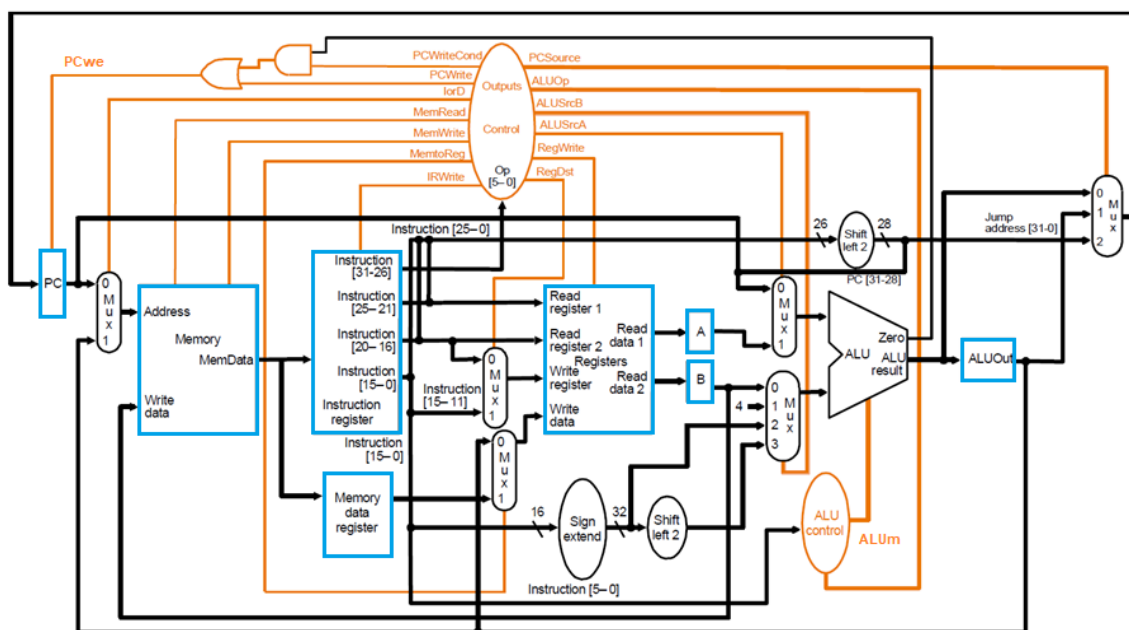 PCWriteCond
PCSource
PCwe
PCWrite
ALUOp
IorD
Outputs
MemRead
ALUSrcB
MemWrite
Control
ALUSrcA
MemtoReg
RegWrite
IRWrite
Op
[5– 0]
RegDst
Instruction [25– 0]
26
Shift
left 2
28
Jump
address [31-0]
0
M
u
x
1
2
PC [31-28]
PC
0
M
u
x
1
Address
Memory
MemData
Write
data
Instruction
[31-26]
Instruction
[25– 21]
Instruction
[20– 16]
Instruction
[15– 0]
Instruction
register
Instruction
[15– 11]
Instruction
[15– 0]
0
M
u
x
1
Read
register 1
Read
register 2
Write
register
Write
data
Registers
Read
data 1
Read
data 2
A
B
0
M
u
x
1
4
0
1
2
3
M
u
x
Zero
ALU
ALU
result
ALUOut
0
M
u
x
1
Memory
data
register
16
Sign
extend
32
Shift
left 2
ALU
control
ALUm
Instruction [5– 0]